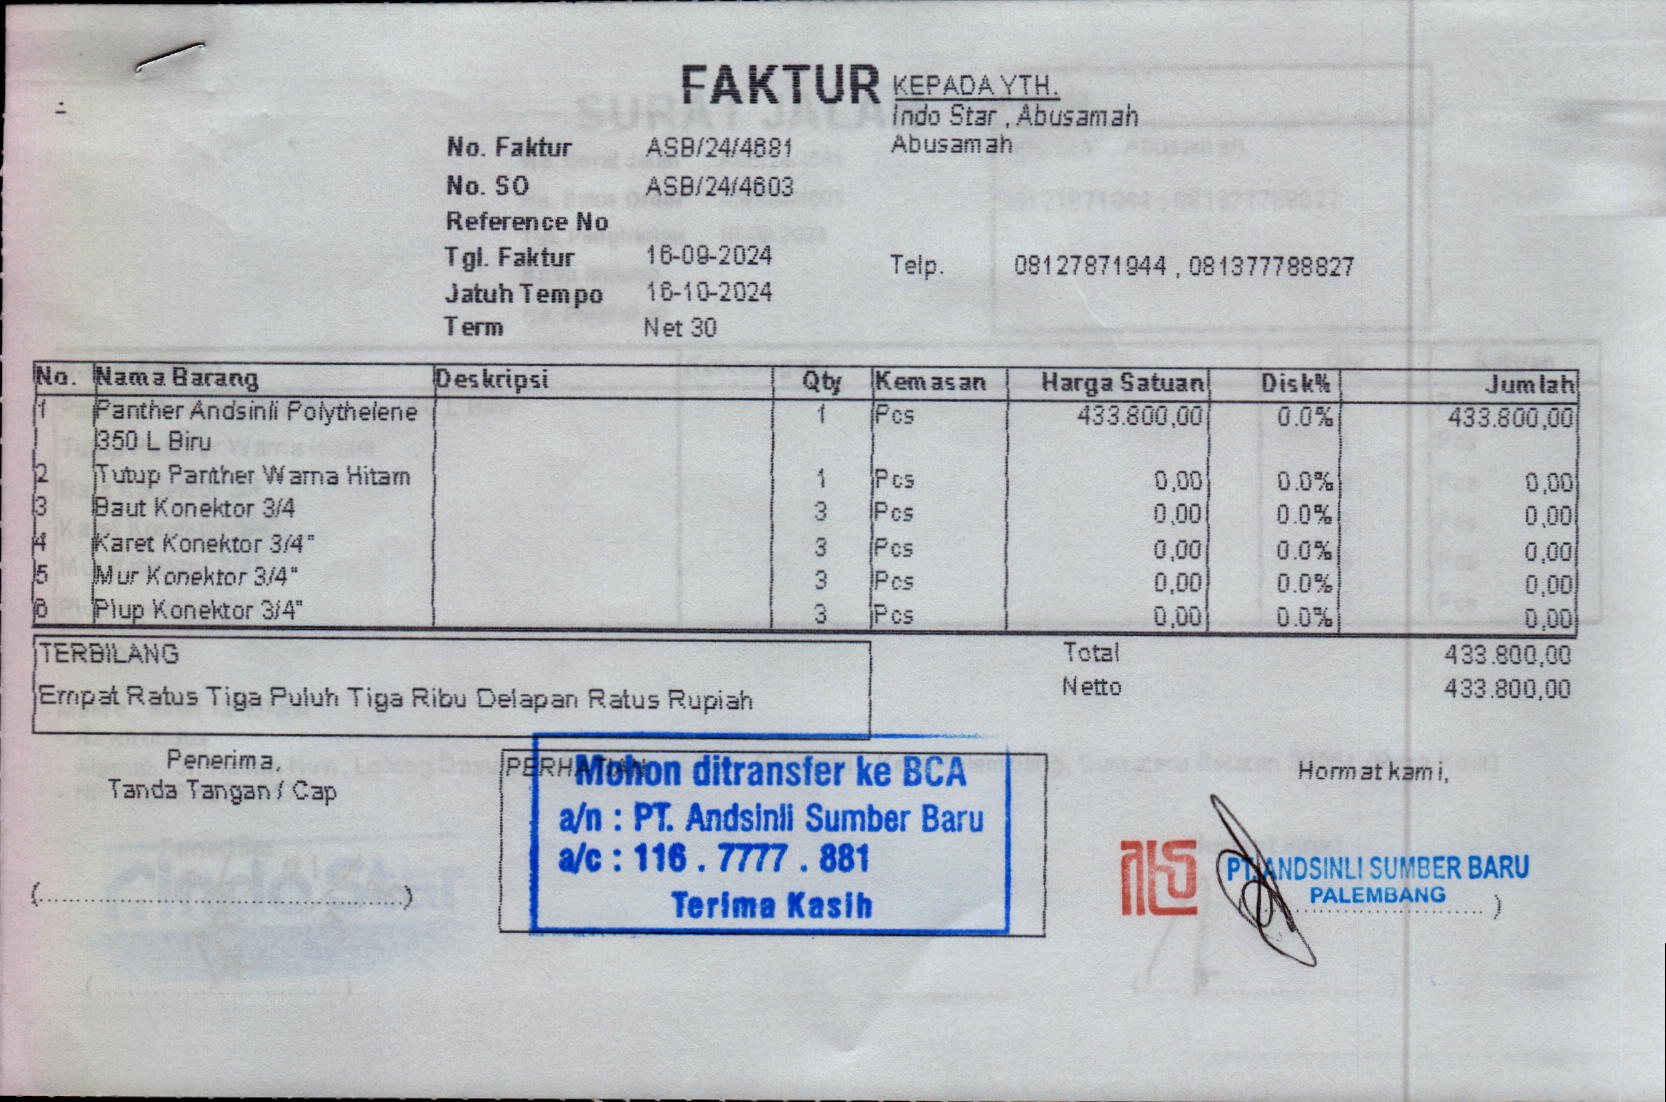 FAKTUR
KEPADA YTH.
Indo Star , Abusamah
Abusamah
No. Faktur ASB/24/4681
No. SO ASB/24/4603
Reference No
Tgl. Faktur 16-09-2024
Jatuh Tempo 16-10-2024
Term Net 30
Telp. 08127871944 , 081377788827
No. Nama Barang Deskripsi Qty Kemasan Harga Satuan Disk% Jumlah
1 Panther Andsinli Polythelene 1 Pcs 433.800,00 0.0% 433.800,00
350 L Biru
2 Tutup Panther Warna Hitam 1 Pcs 0,00 0.0% 0,00
3 Baut Konektor 3/4 3 Pcs 0,00 0.0% 0,00
4 Karet Konektor 3/4" 3 Pcs 0,00 0.0% 0,00
5 Mur Konektor 3/4" 3 Pcs 0,00 0.0% 0,00
6 Plup Konektor 3/4" 3 Pcs 0,00 0.0% 0,00
TERBILANG
Empat Ratus Tiga Puluh Tiga Ribu Delapan Ratus Rupiah
Total 433.800,00
Netto 433.800,00
Penerima,
Tanda Tangan / Cap
(..............................)
PERHATIAN
Mohon ditransfer ke BCA
a/n : PT. Andsinli Sumber Baru
a/c : 116 . 7777 . 881
Terima Kasih
Hormat kami,
PT. ANDSINLI SUMBER BARU
PALEMBANG